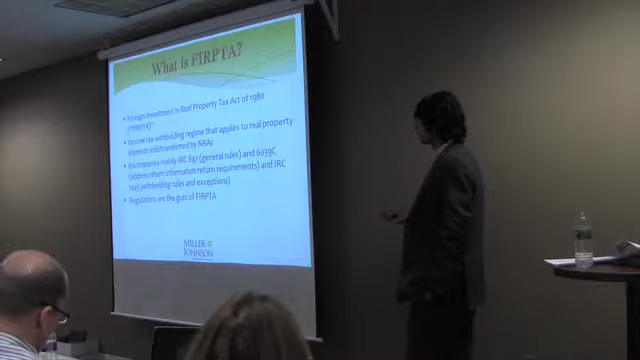 What is FIRPTA?
• Foreign Investment in Real Property Tax Act of 1980
("FIRPTA")
• Income tax withholding regime that applies to real property
interests sold/transferred by NRAs
• Encompasses mainly IRC 897 (general rules) and 6039C
(address return information return requirements) and IRC
1445 (withholding rules and exceptions)
• Regulations are the guts of FIRPTA
MILLER
JOHNSON